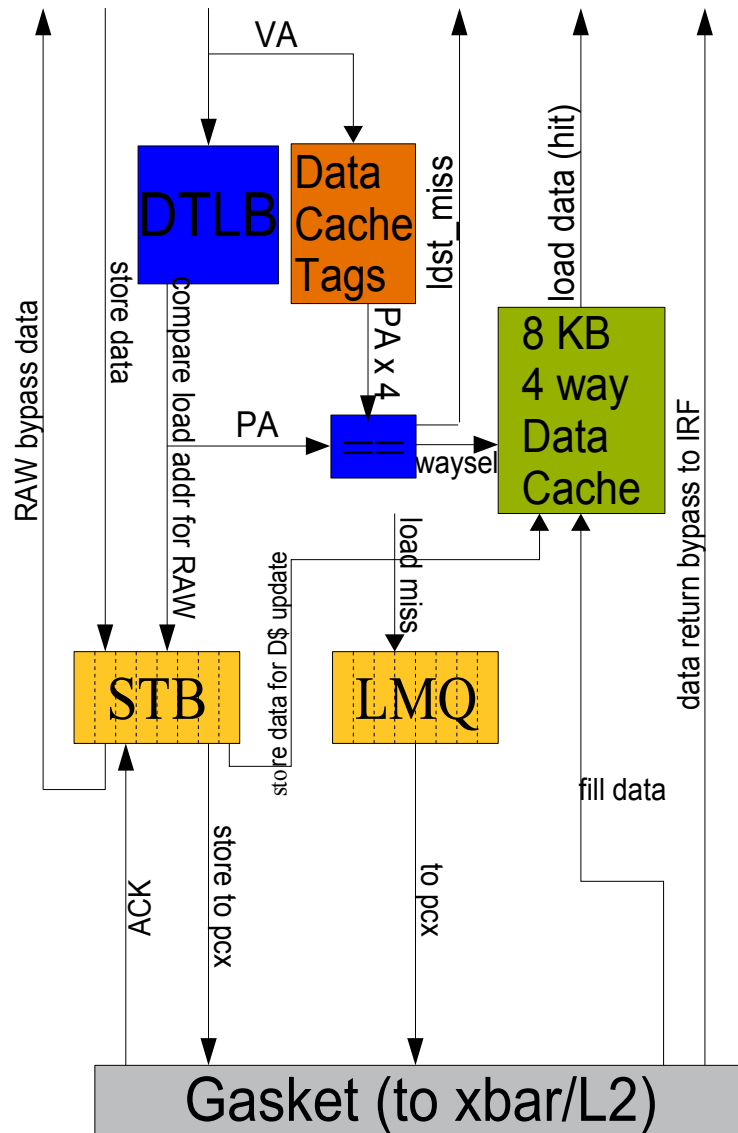 VA
DTLB
Data
Cache
Tags
ldst_miss
load data (hit)
store data
compare load addr for RAW
PA x 4
8 KB
4 way
Data
Cache
RAW bypass data
PA
==
waysel
data return bypass to IRF
load miss
store data for D$ update
STB
LMQ
fill data
ACK
store to pcx
to pcx
Gasket (to xbar/L2)